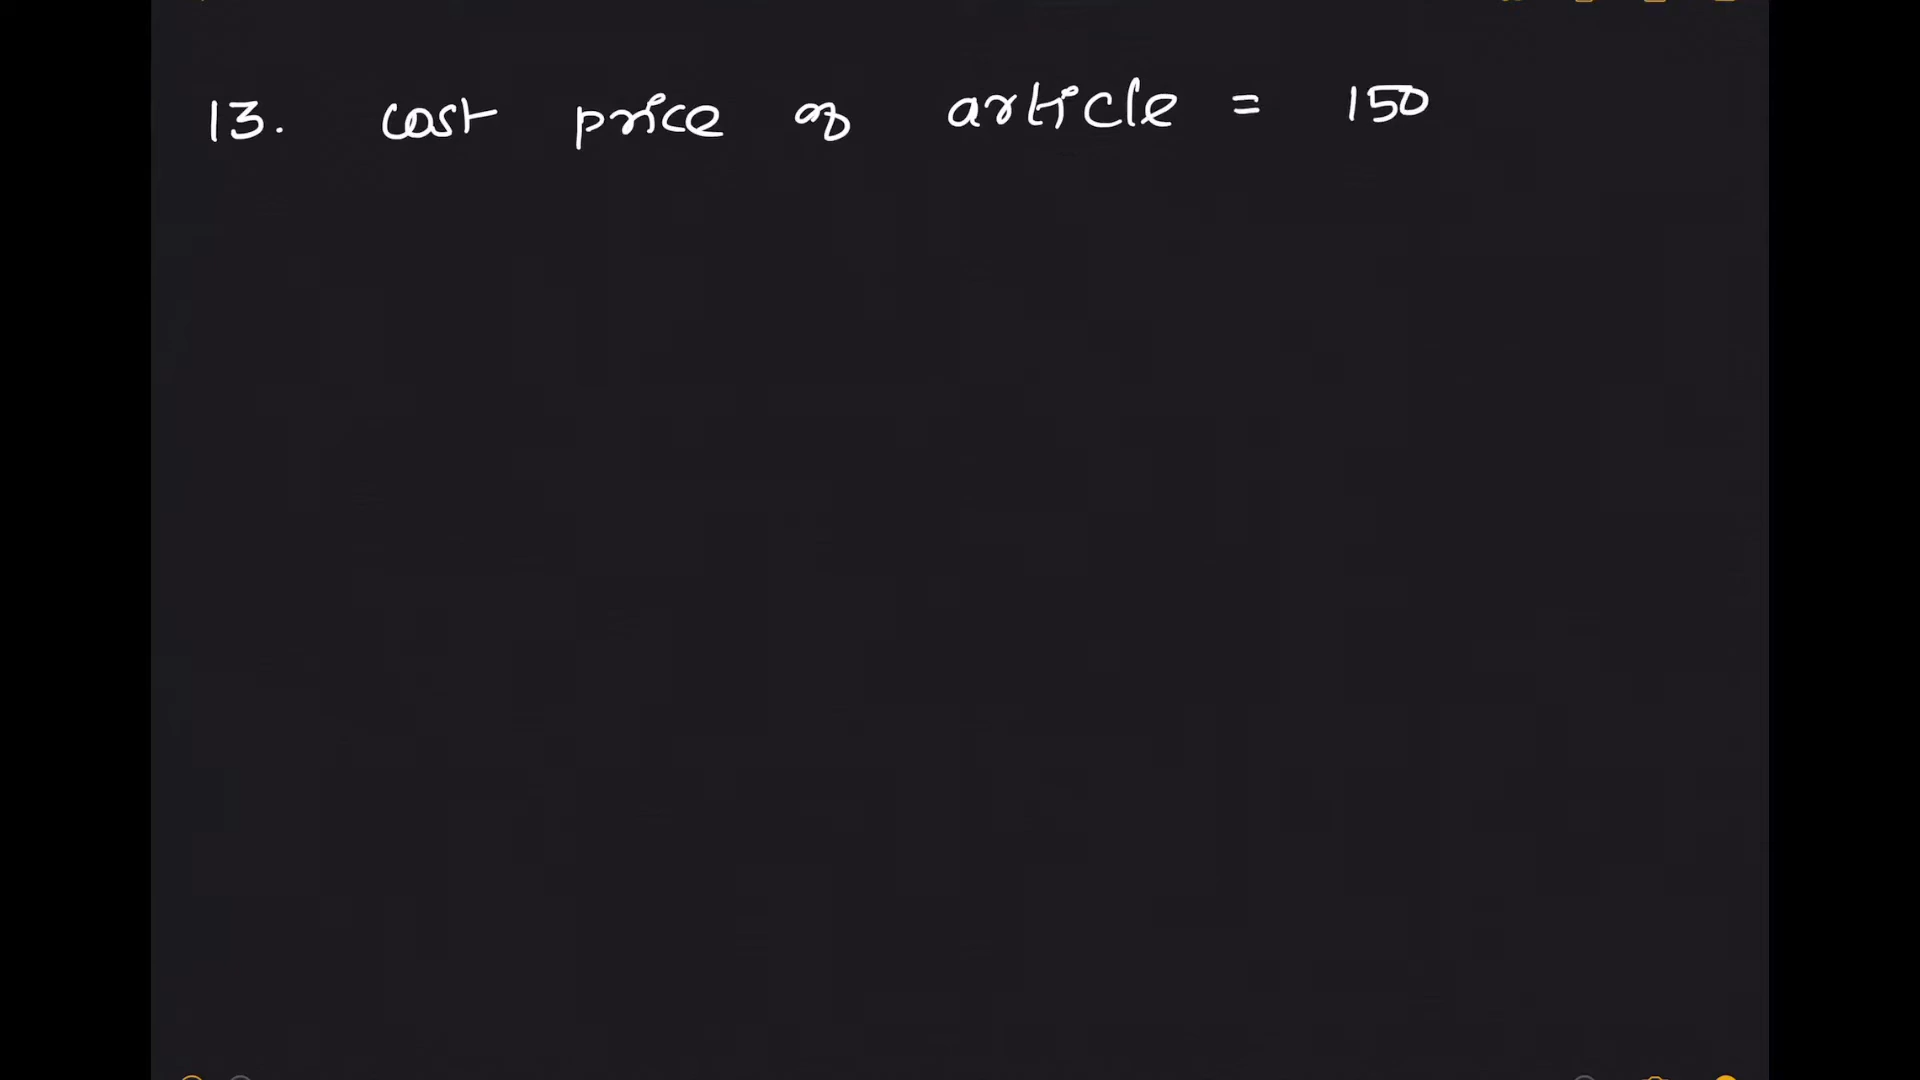 13. cost price of article = 150